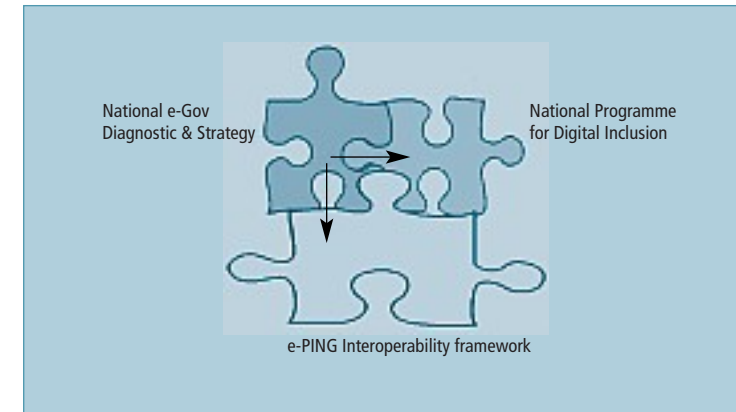 National e-Gov
Diagnostic & Strategy
National Programme
for Digital Inclusion
e-PING Interoperability framework